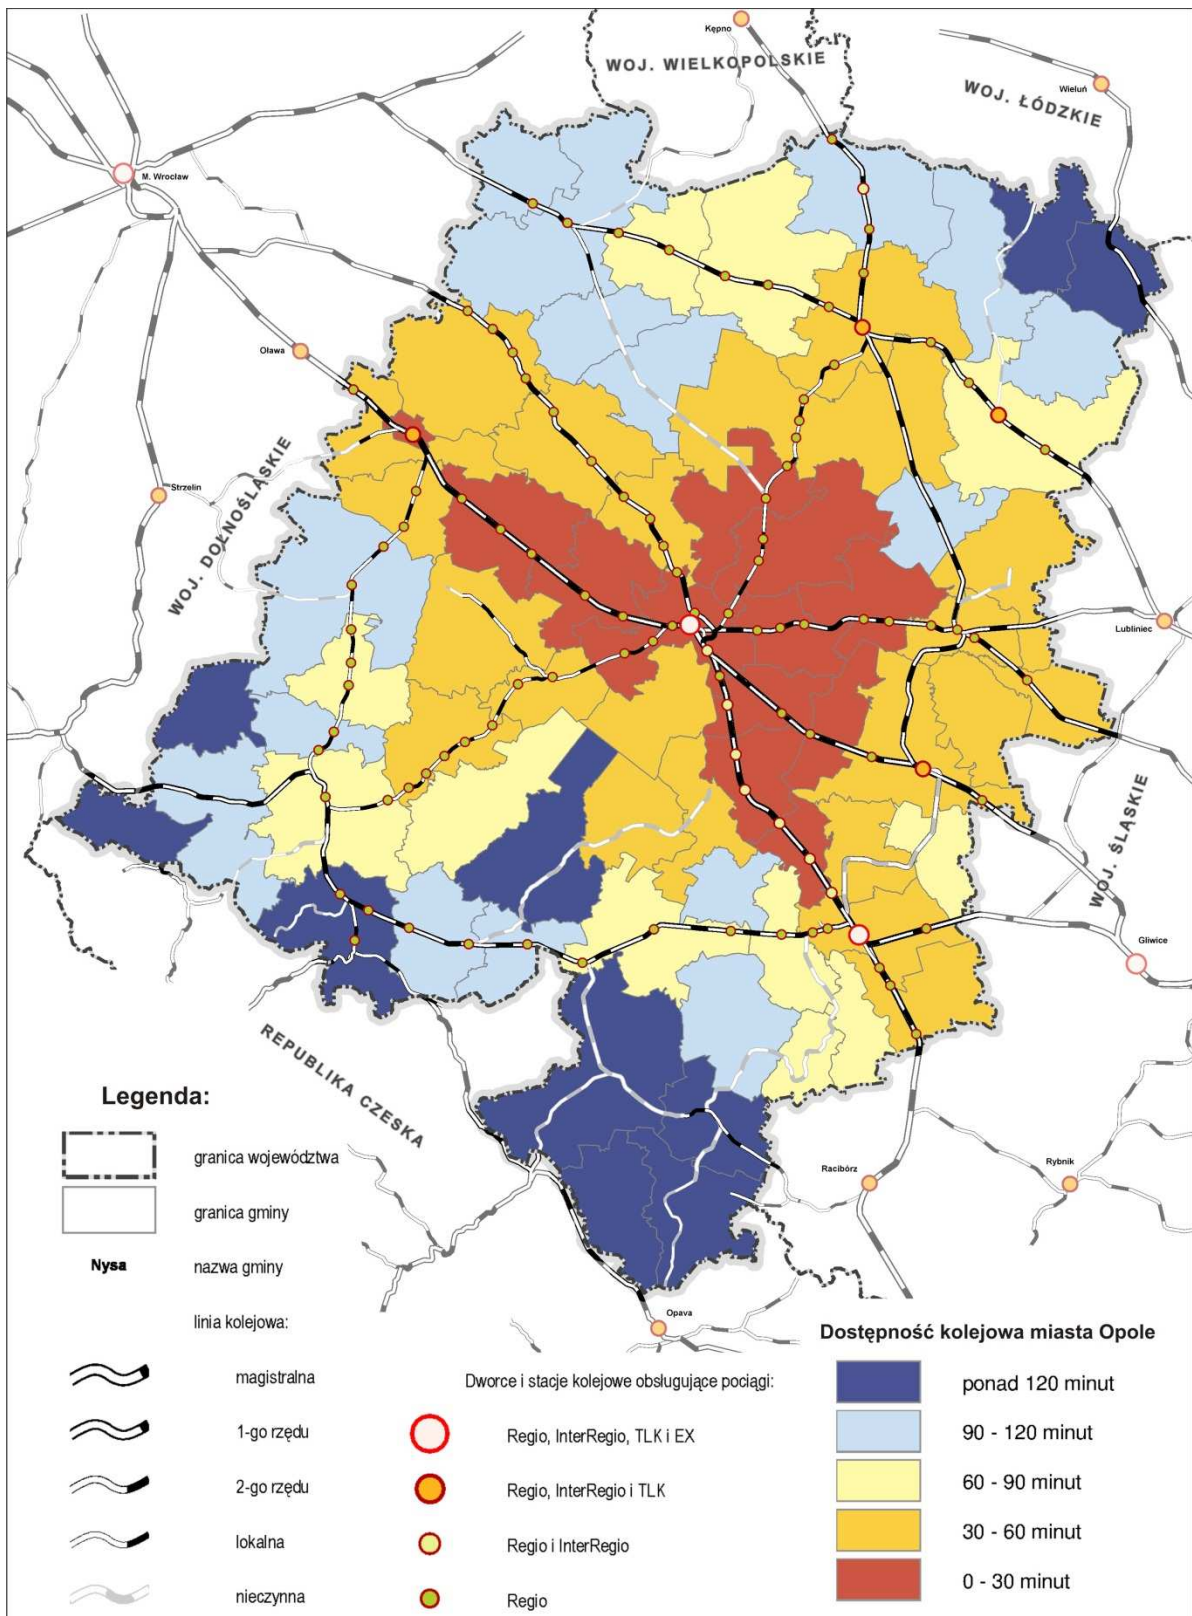 Kępno
WOJ. WIELKOPOLSKIE
Wieluń
WOJ. ŁÓDZKIE
M. Wrocław
Oława
Strzelin
WOJ. DOLNOŚLĄSKIE
Lubliniec
WOJ. ŚLĄSKIE
Gliwice
REPUBLIKA CZESKA
Racibórz
Rybnik
Opava
Legenda:
granica województwa
granica gminy
Nysa
nazwa gminy
linia kolejowa:
magistralna
1-go rzędu
2-go rzędu
lokalna
nieczynna
Dworce i stacje kolejowe obsługujące pociągi:
Regio, InterRegio, TLK i EX
Regio, InterRegio i TLK
Regio i InterRegio
Regio
Dostępność kolejowa miasta Opole
ponad 120 minut
90 - 120 minut
60 - 90 minut
30 - 60 minut
0 - 30 minut